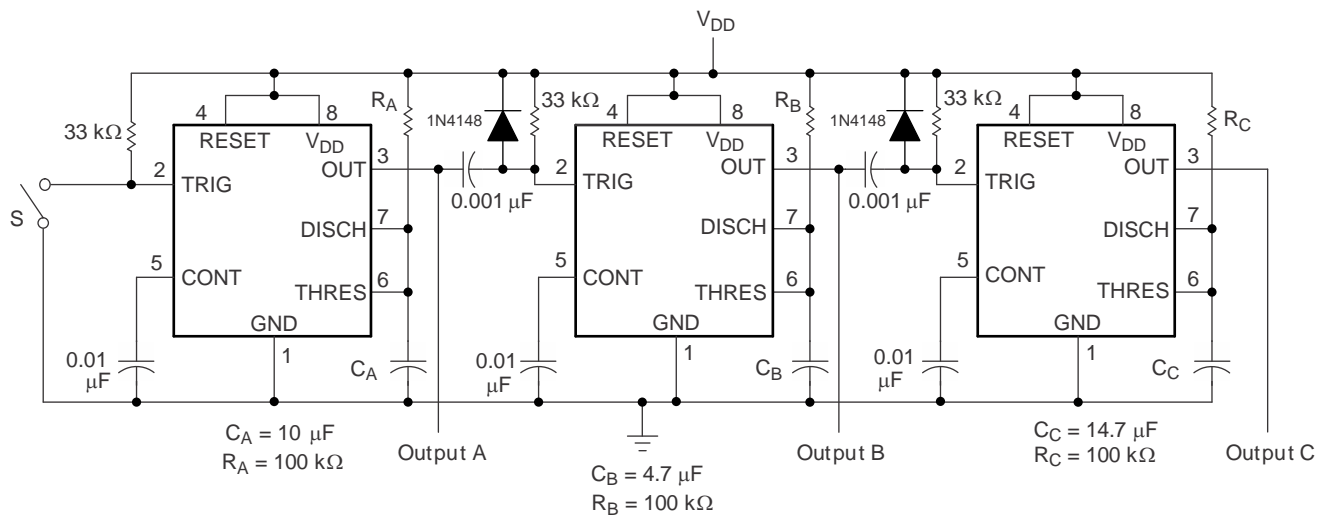 VDD
33 kΩ
4
8
RESET
VDD
2
TRIG
OUT
3
DISCH
7
5
CONT
THRES
6
GND
1
S
0.01
μF
RA
CA
CA = 10 μF
RA = 100 kΩ
Output A
1N4148
33 kΩ
0.001 μF
4
8
RESET
VDD
2
TRIG
OUT
3
DISCH
7
5
CONT
THRES
6
GND
1
0.01
μF
RB
CB
CB = 4.7 μF
RB = 100 kΩ
Output B
1N4148
33 kΩ
0.001 μF
4
8
RESET
VDD
2
TRIG
OUT
3
DISCH
7
5
CONT
THRES
6
GND
1
0.01
μF
RC
CC
CC = 14.7 μF
RC = 100 kΩ
Output C